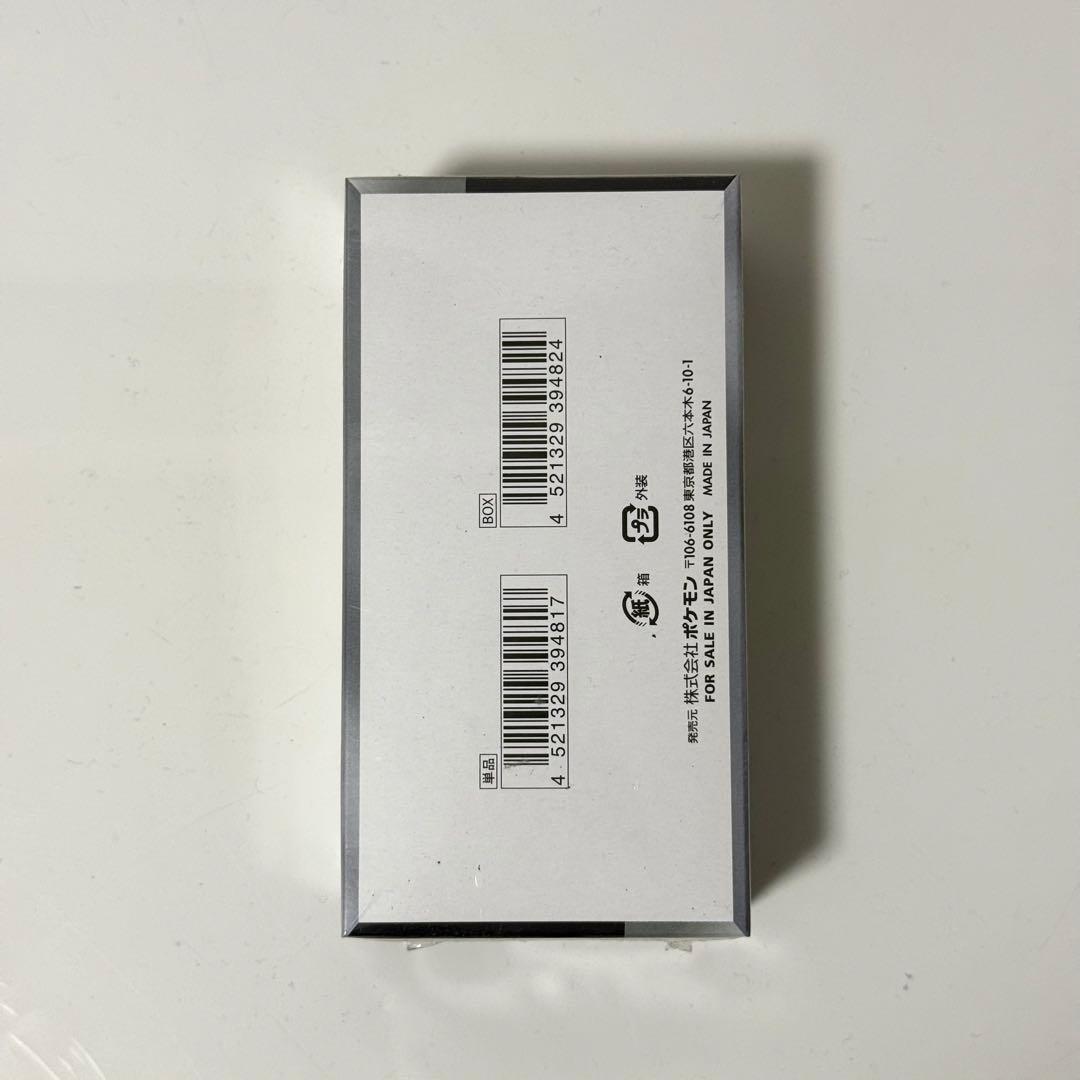 単品
4 521329 394817
BOX
4 521329 394824
紙 箱
プラ 外装
発売元 株式会社ポケモン 〒106-6108 東京都港区六本木6-10-1
FOR SALE IN JAPAN ONLY MADE IN JAPAN